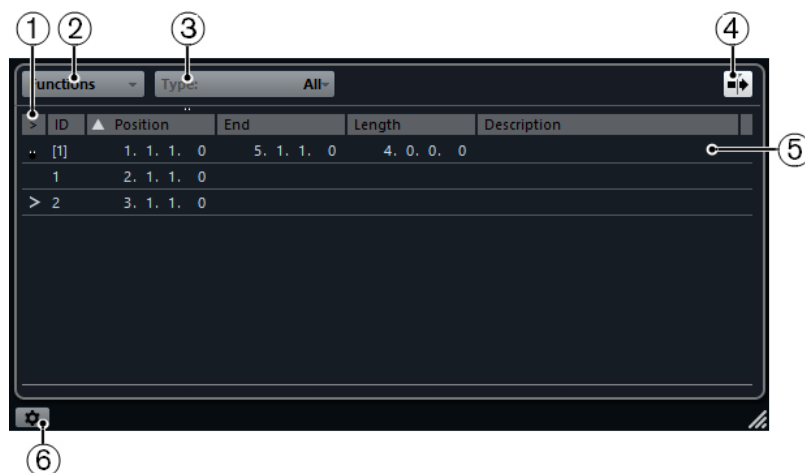 1 2 3 4
Functions Type: All
> ID Position End Length Description
[1] 1. 1. 1. 0 5. 1. 1. 0 4. 0. 0. 0
5
1 2. 1. 1. 0
> 2 3. 1. 1. 0
6